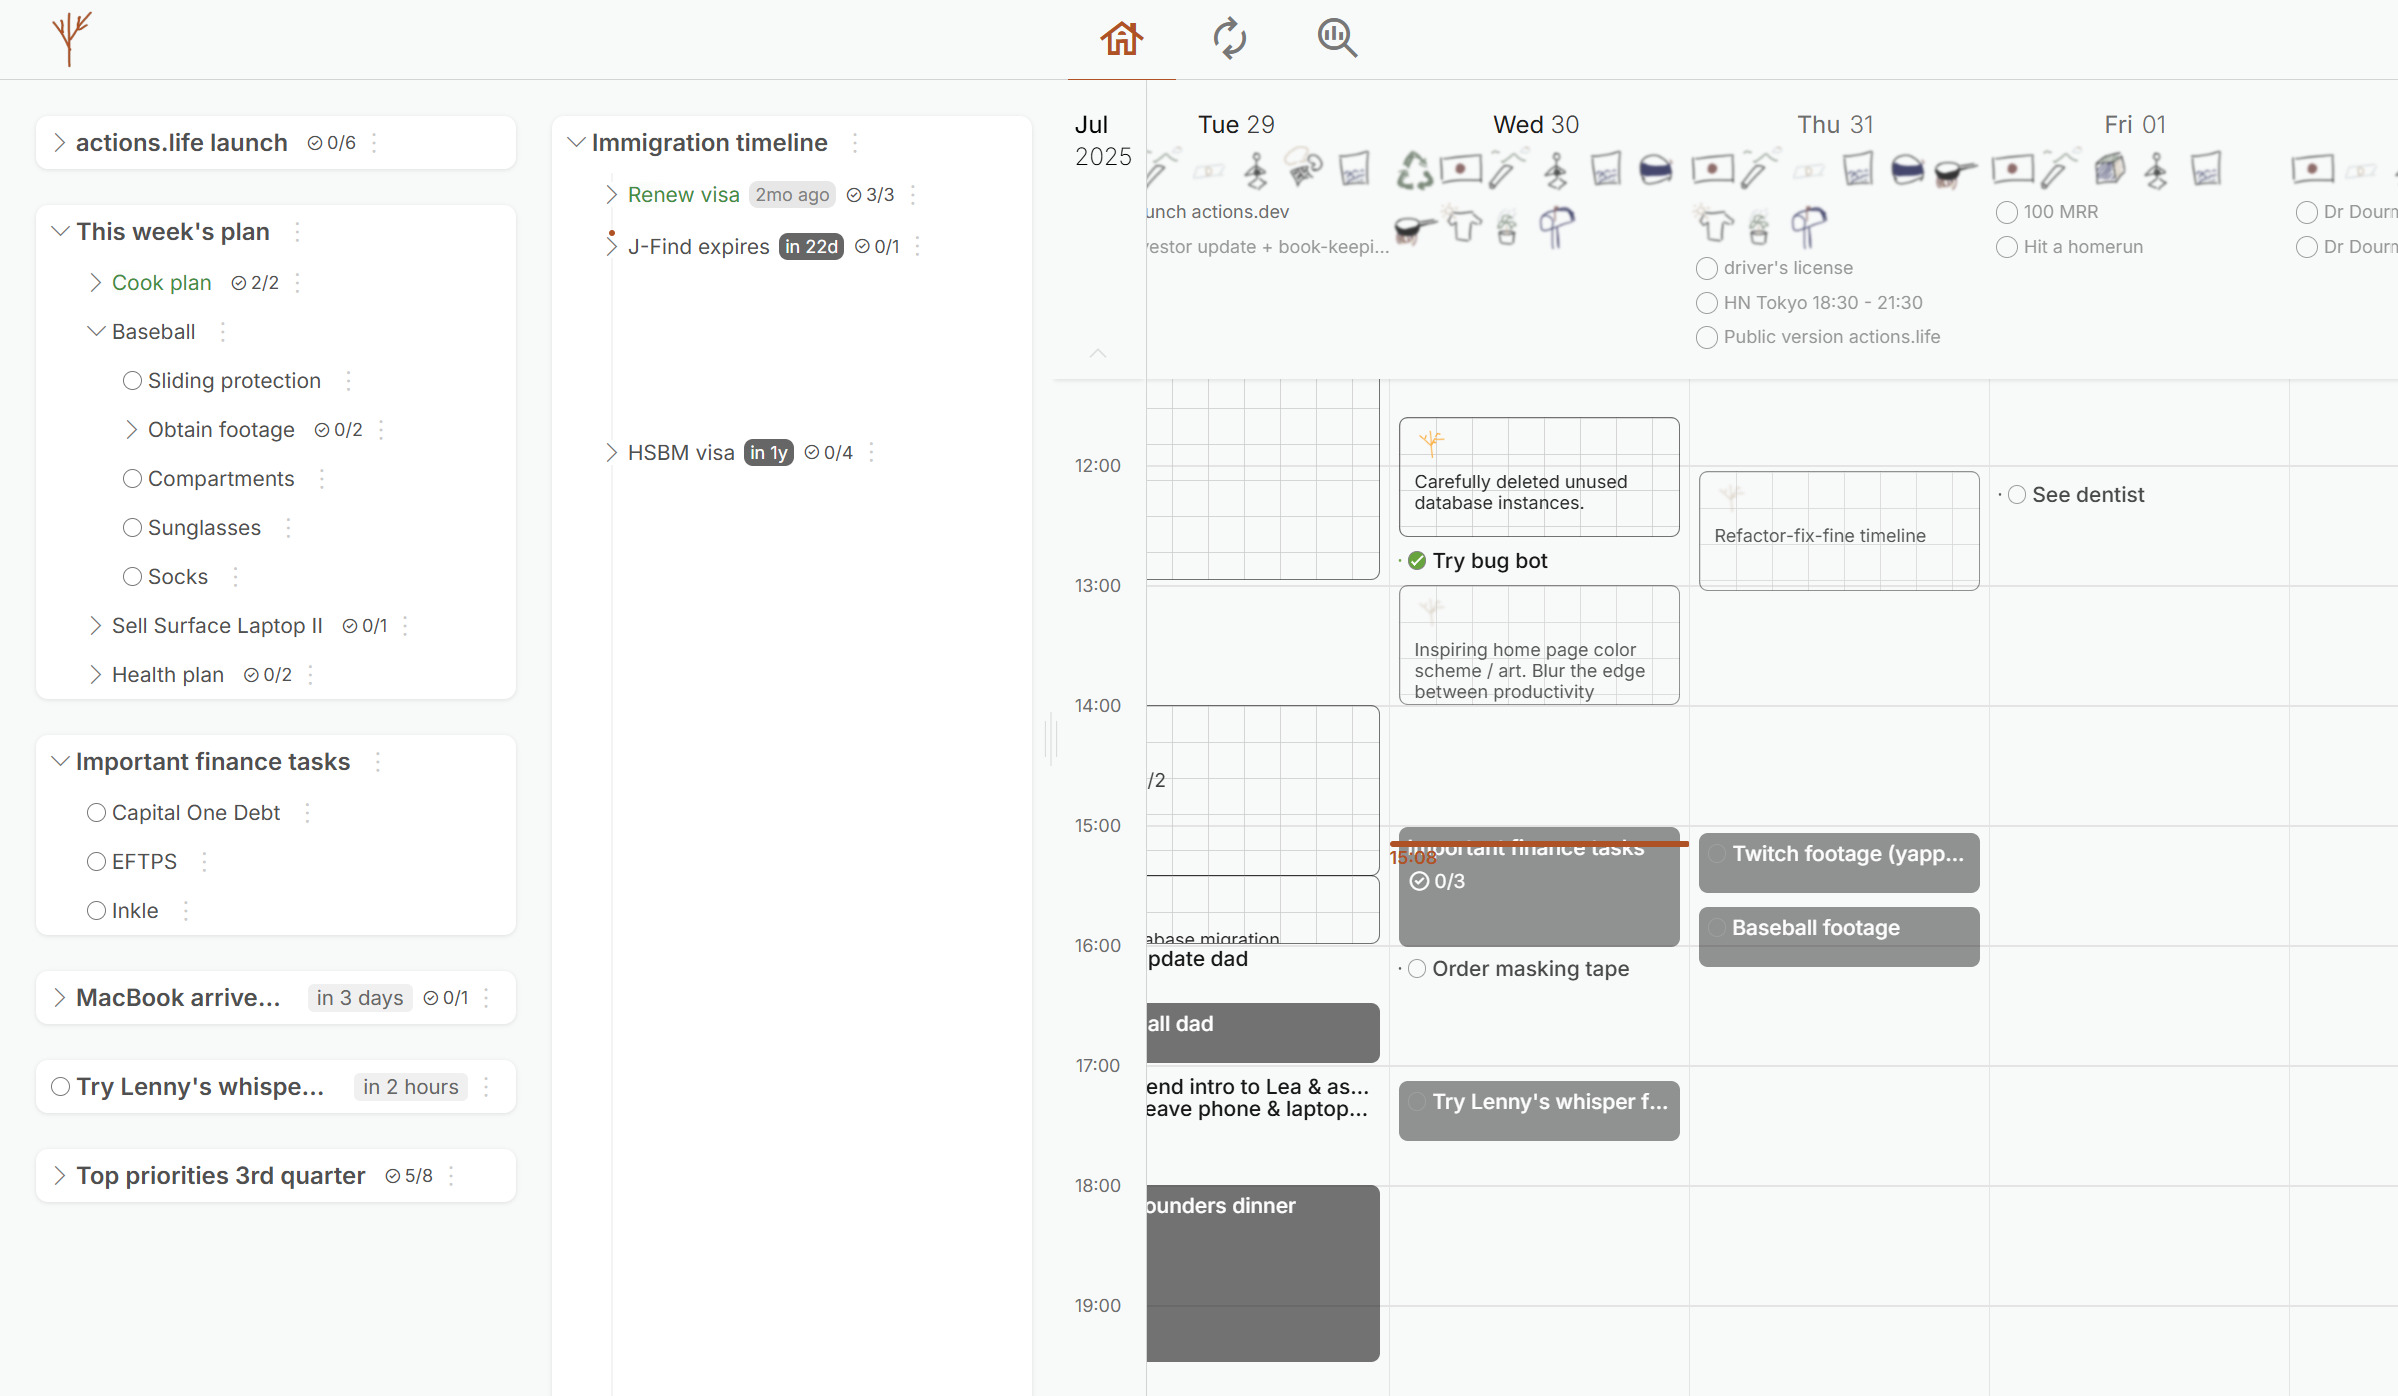 actions.life launch 0/6
This week's plan
Cook plan 2/2
Baseball
Sliding protection
Obtain footage 0/2
Compartments
Sunglasses
Socks
Sell Surface Laptop II 0/1
Health plan 0/2
Important finance tasks
Capital One Debt
EFTPS
Inkle
MacBook arrive... in 3 days 0/1
Try Lenny's whispe... in 2 hours
Top priorities 3rd quarter 5/8
Immigration timeline
Renew visa 2mo ago 3/3
J-Find expires in 22d 0/1
HSBM visa in 1y 0/4
Jul
2025
Tue 29
unch actions.dev
vestor update + book-keepi...
Wed 30
Thu 31
driver's license
HN Tokyo 18:30 - 21:30
Public version actions.life
Fri 01
100 MRR
Hit a homerun
Dr Dourn
Dr Dourn
12:00
13:00
14:00
15:00
16:00
17:00
18:00
19:00
/2
abase migration
pdate dad
all dad
end intro to Lea & as...
eave phone & laptop...
ounders dinner
Carefully deleted unused
database instances.
Try bug bot
Inspiring home page color
scheme / art. Blur the edge
between productivity
Important finance tasks
15:08
0/3
Order masking tape
Try Lenny's whisper f...
Refactor-fix-fine timeline
Twitch footage (yapp...
Baseball footage
See dentist